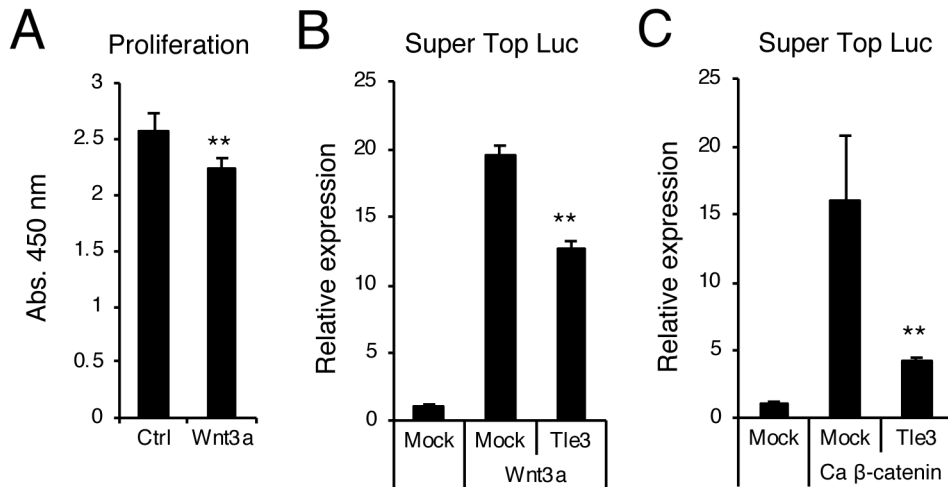 A
Proliferation
Abs. 450 nm
3
2.5
2
1.5
1
0.5
0
**
Ctrl Wnt3a
B
Super Top Luc
Relative expression
25
20
15
10
5
0
**
Mock Mock Tle3
Wnt3a
C
Super Top Luc
Relative expression
25
20
15
10
5
0
**
Mock Mock Tle3
Ca β-catenin